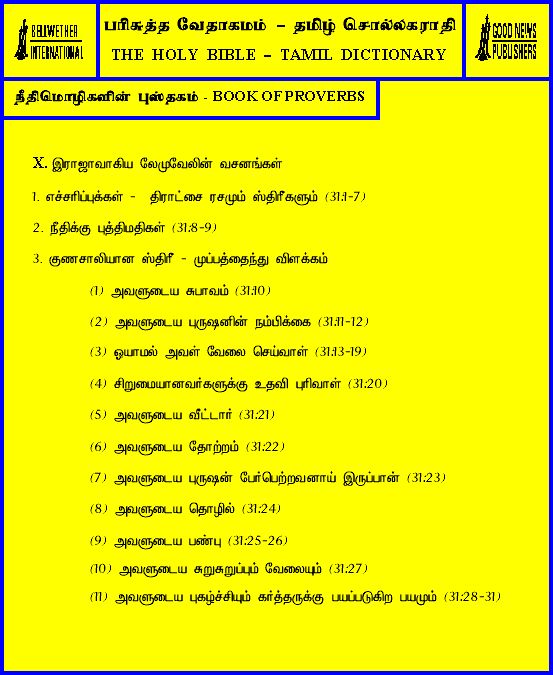 BELLWETHER
INTERNATIONAL
பரிசுத்த வேதாகமம் – தமிழ் சொல்லகராதி
THE HOLY BIBLE – TAMIL DICTIONARY
GOOD NEWS
PUBLISHERS
நீதிமொழிகளின் புஸ்தகம் - BOOK OF PROVERBS
X. இராஜாவாகிய லேமுவேலின் வசனங்கள்
1. எச்சரிப்புக்கள் - திராட்சை ரசமும் ஸ்திரீகளும் (31:1-7)
2. நீதிக்கு புத்திமதிகள் (31:8-9)
3. குணசாலியான ஸ்திரீ - முப்பத்தைந்து விளக்கம்
(1) அவளுடைய சுபாவம் (31:10)
(2) அவளுடைய புருஷனின் நம்பிக்கை (31:11-12)
(3) ஓயாமல் அவள் வேலை செய்வாள் (31:13-19)
(4) சிறுமையானவர்களுக்கு உதவி புரிவாள் (31:20)
(5) அவளுடைய வீட்டார் (31:21)
(6) அவளுடைய தோற்றம் (31:22)
(7) அவளுடைய புருஷன் பேர்பெற்றவனாய் இருப்பான் (31:23)
(8) அவளுடைய தொழில் (31:24)
(9) அவளுடைய பண்பு (31:25-26)
(10) அவளுடைய சுறுசுறுப்பும் வேலையும் (31:27)
(11) அவளுடைய புகழ்ச்சியும் கர்த்தருக்கு பயப்படுகிற பயமும் (31:28-31)